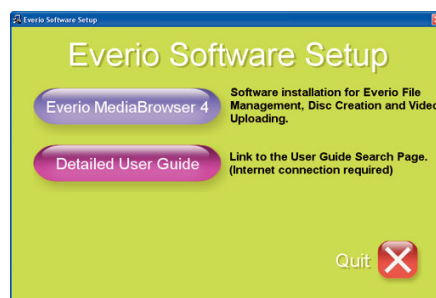 Everio Software Setup
Everio Software Setup
Everio MediaBrowser 4
Software installation for Everio File
Management, Disc Creation and Video
Uploading.
Detailed User Guide
Link to the User Guide Search Page.
(Internet connection required)
Quit